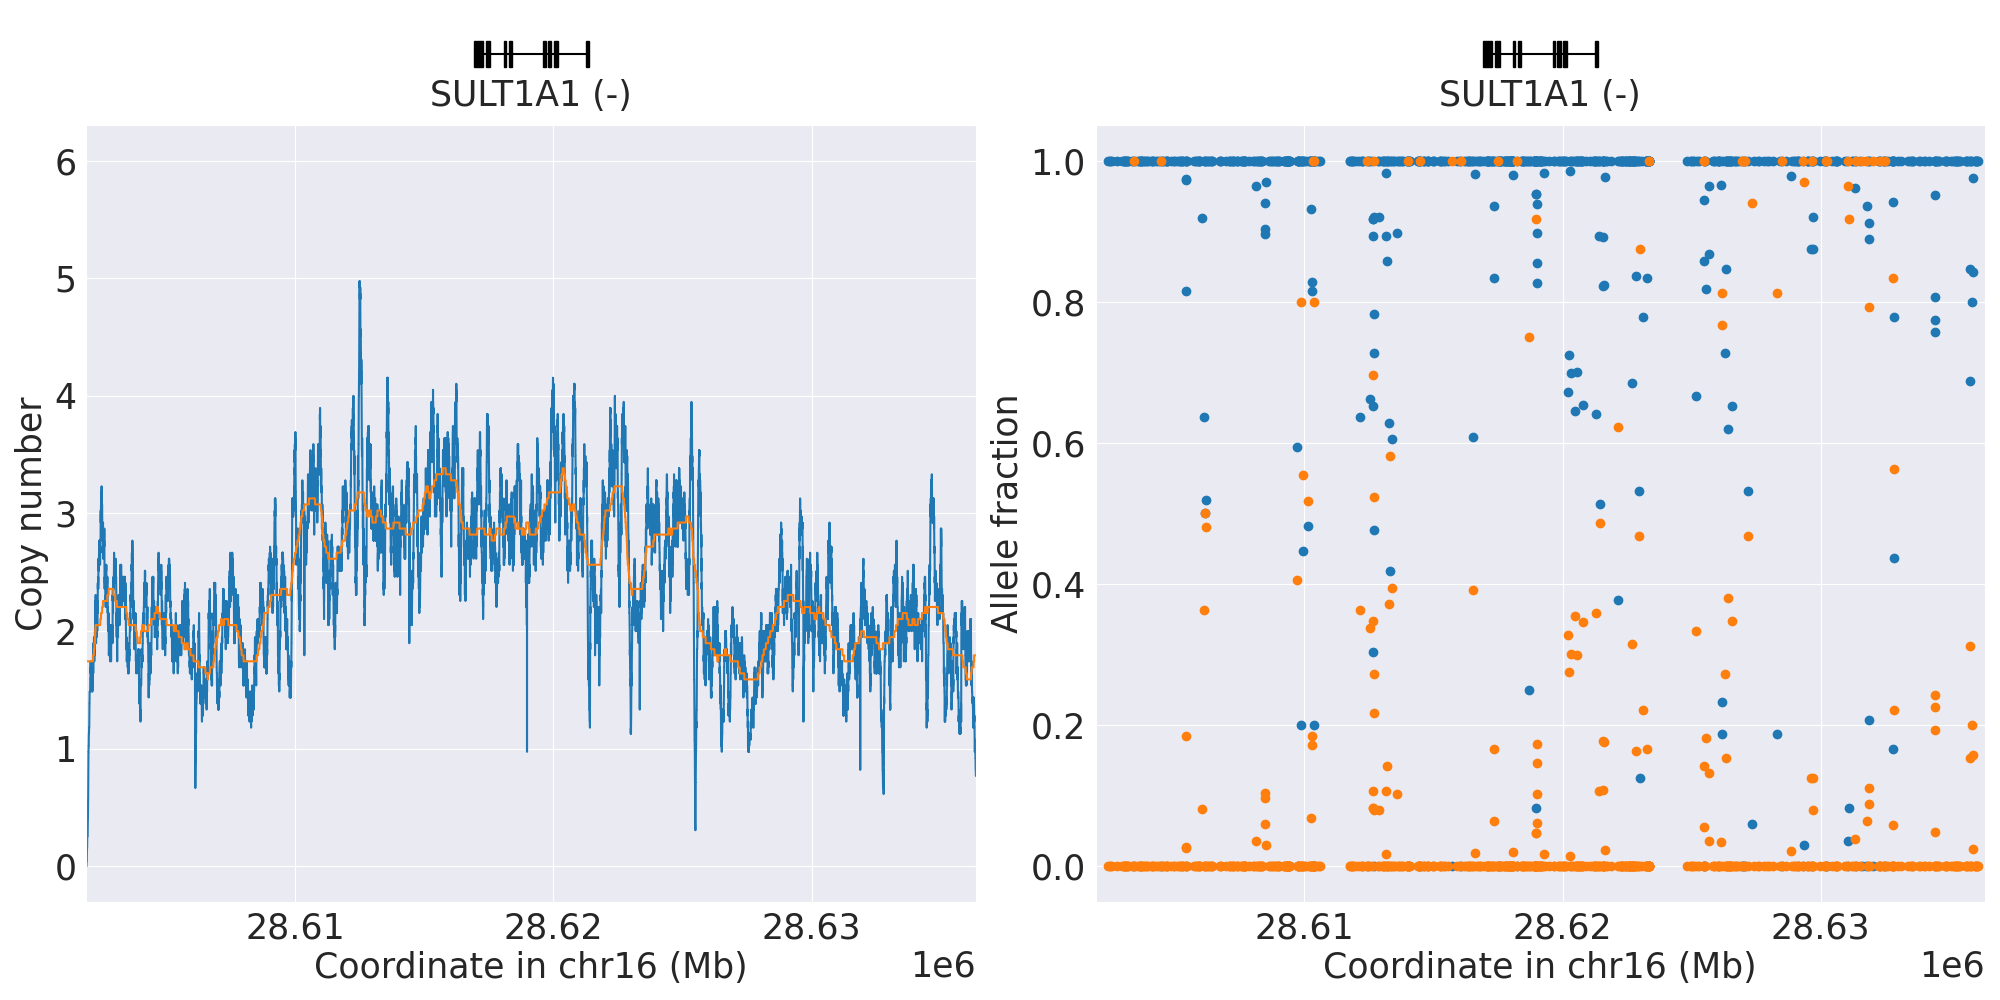 SULT1A1 (-)
Copy number
6
5
4
3
2
1
0
28.61
28.62
28.63
Coordinate in chr16 (Mb)
1e6
SULT1A1 (-)
Allele fraction
1.0
0.8
0.6
0.4
0.2
0.0
28.61
28.62
28.63
Coordinate in chr16 (Mb)
1e6